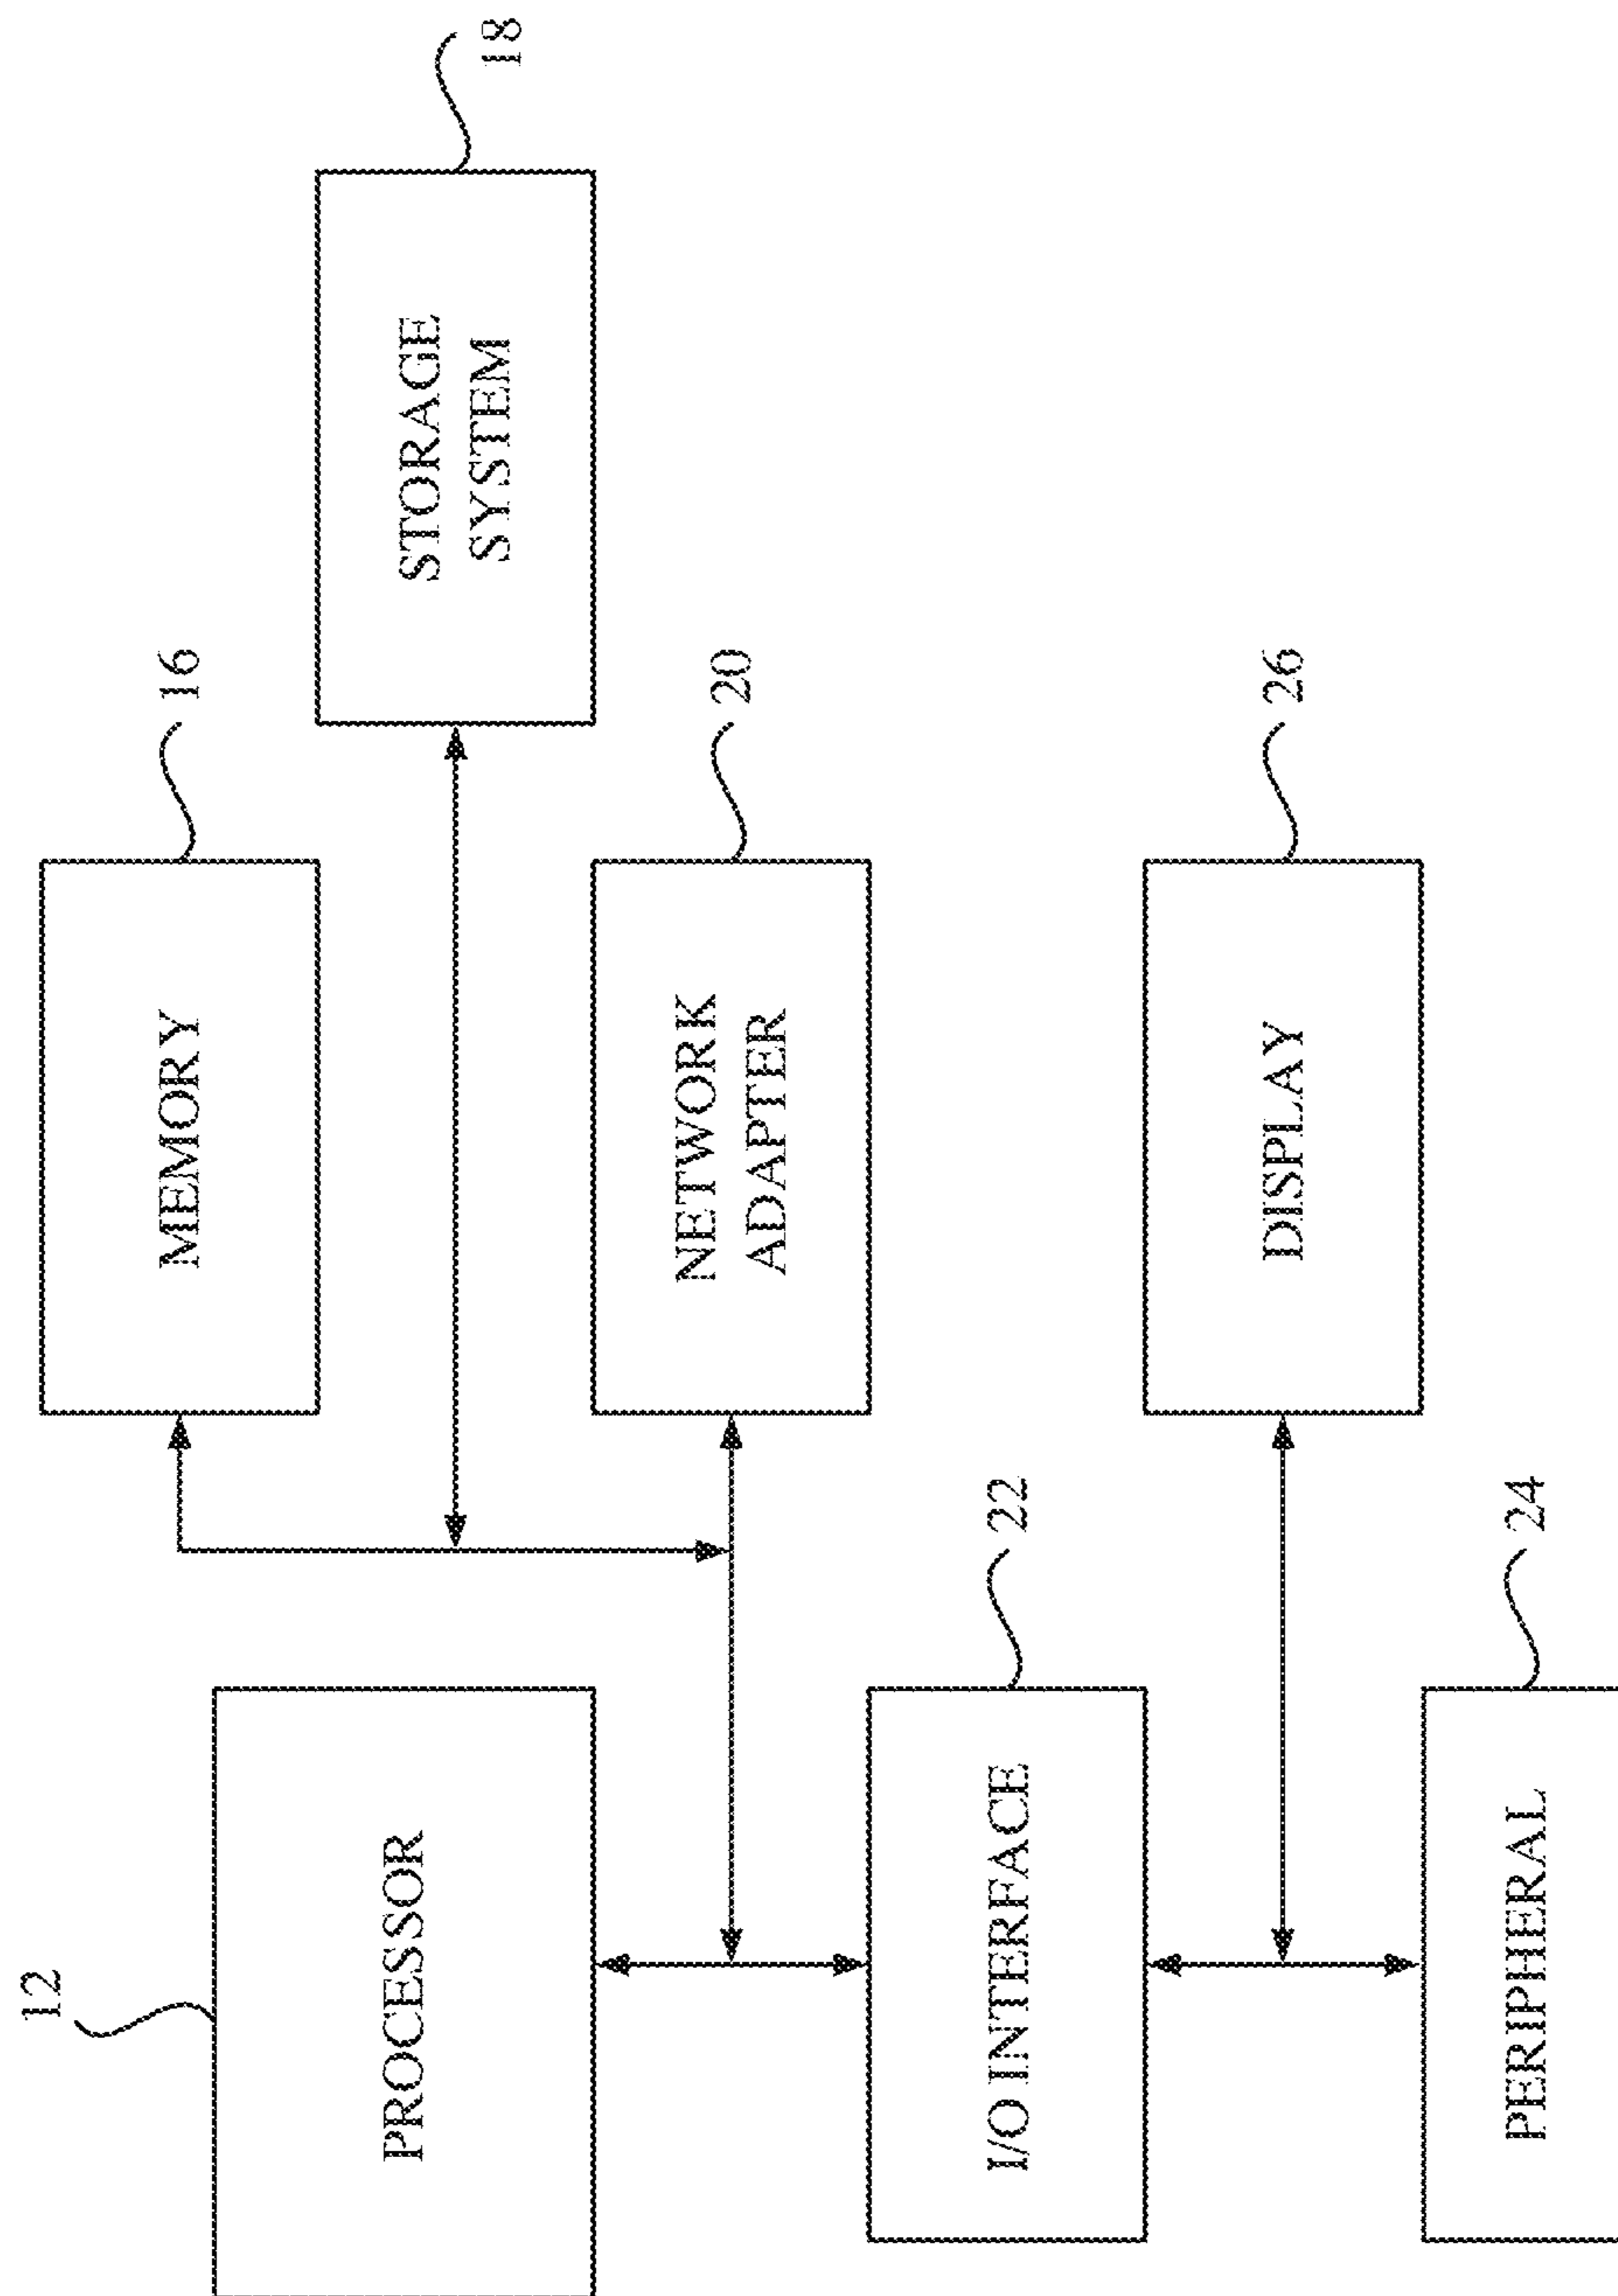 12
PROCESSOR
MEMORY
16
STORAGE
SYSTEM
18
NETWORK
ADAPTER
20
I/O INTERFACE
22
DISPLAY
26
PERIPHERAL
24